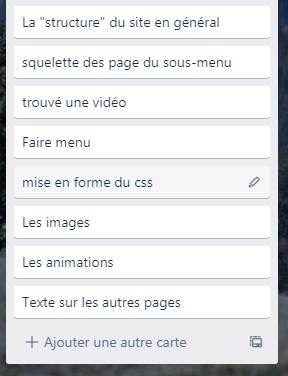 La "structure" du site en général
squelette des page du sous-menu
trouvé une vidéo
Faire menu
mise en forme du css
Les images
Les animations
Texte sur les autres pages
Ajouter une autre carte